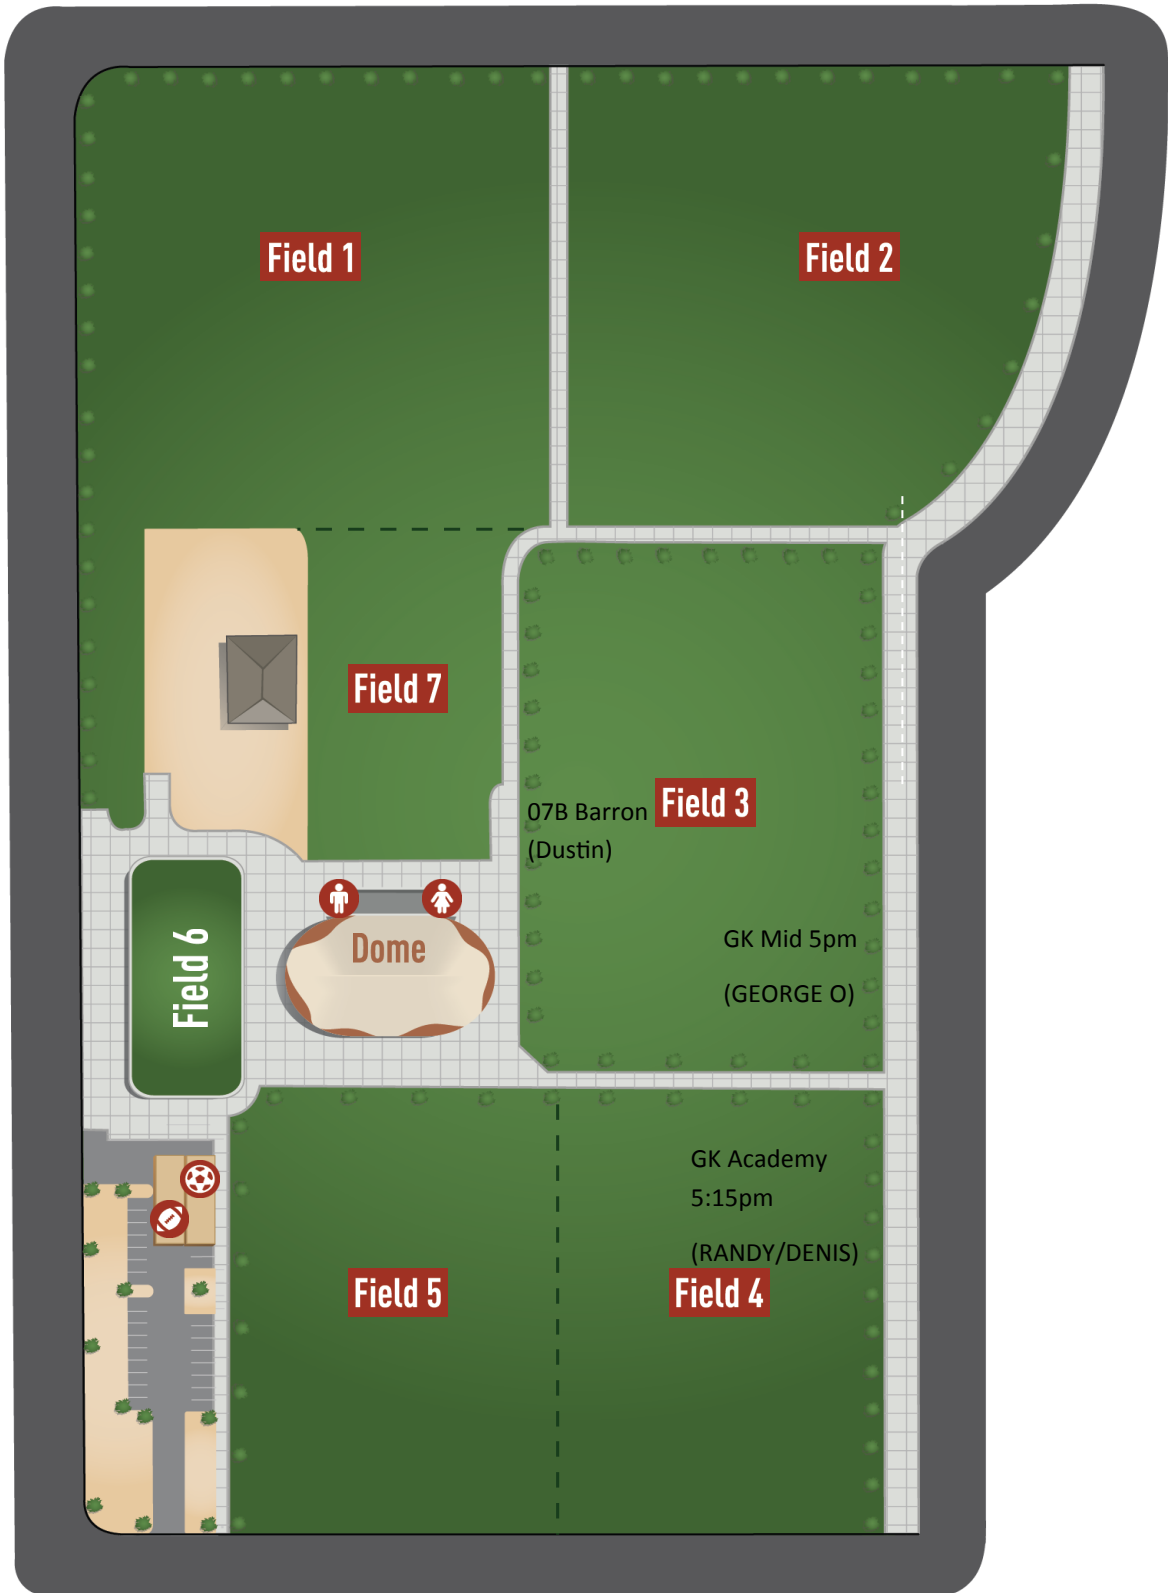 Field 1
Field 2
Field 7
07B Barron
(Dustin)
Field 3
GK Mid 5pm
(GEORGE O)
Dome
Field 6
GK Academy
5:15pm
(RANDY/DENIS)
Field 5
Field 4